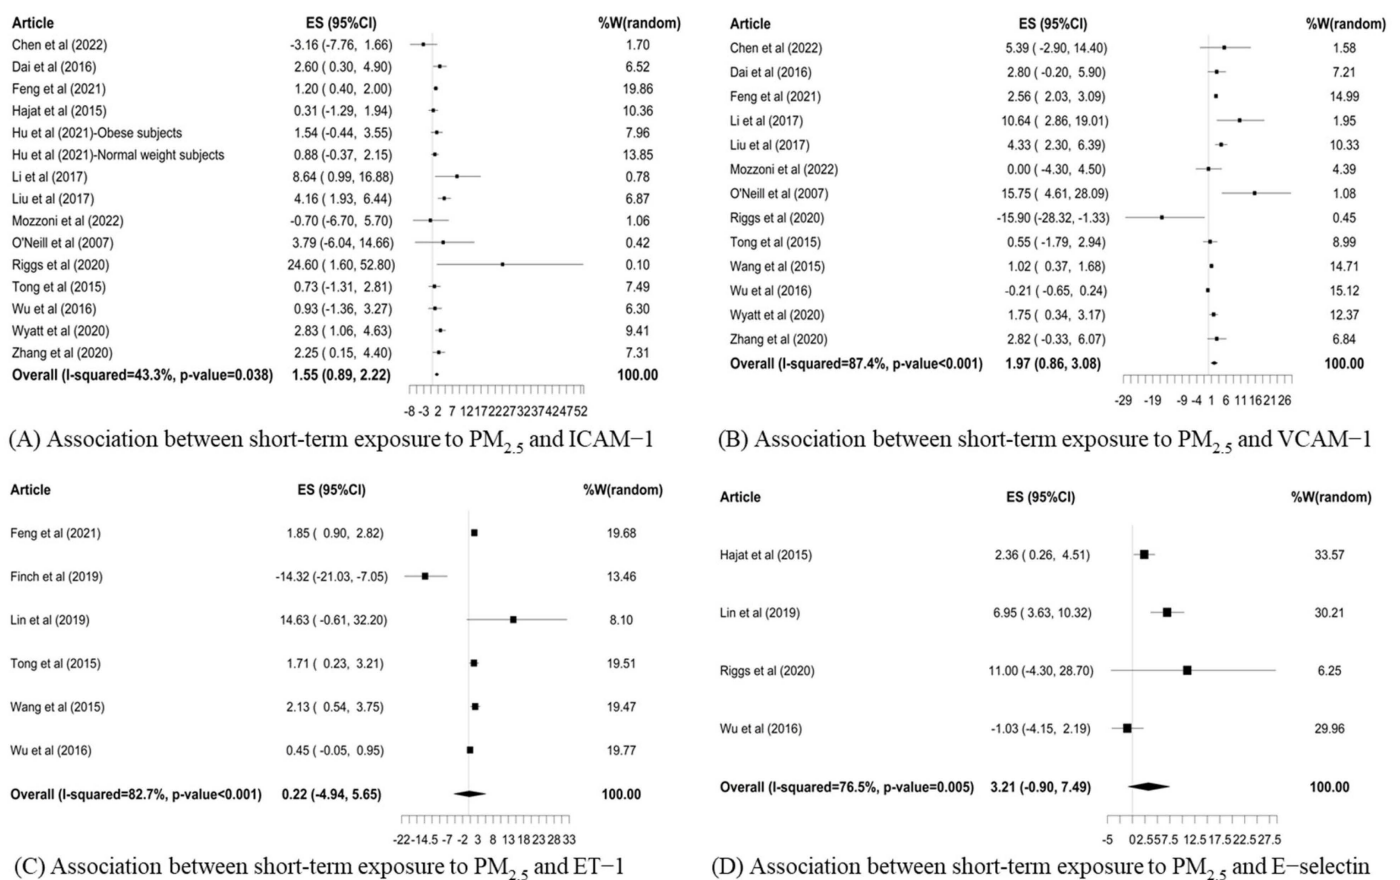 Article ES (95%CI) %W(random)
Chen et al (2022) -3.16 (-7.76, 1.66) 1.70
Dai et al (2016) 2.60 ( 0.30, 4.90) 6.52
Feng et al (2021) 1.20 ( 0.40, 2.00) 19.86
Hajat et al (2015) 0.31 (-1.29, 1.94) 10.36
Hu et al (2021)-Obese subjects 1.54 (-0.44, 3.55) 7.96
Hu et al (2021)-Normal weight subjects 0.88 (-0.37, 2.15) 13.85
Li et al (2017) 8.64 ( 0.99, 16.88) 0.78
Liu et al (2017) 4.16 ( 1.93, 6.44) 6.87
Mozzoni et al (2022) -0.70 (-6.70, 5.70) 1.06
O'Neill et al (2007) 3.79 (-6.04, 14.66) 0.42
Riggs et al (2020) 24.60 ( 1.60, 52.80) 0.10
Tong et al (2015) 0.73 (-1.31, 2.81) 7.49
Wu et al (2016) 0.93 (-1.36, 3.27) 6.30
Wyatt et al (2020) 2.83 ( 1.06, 4.63) 9.41
Zhang et al (2020) 2.25 ( 0.15, 4.40) 7.31
Overall (I-squared=43.3%, p-value=0.038) 1.55 (0.89, 2.22) 100.00
-8 -3 2 7 12 17 22 27 32 37 42 47 52
(A) Association between short-term exposure to PM2.5 and ICAM−1
Article ES (95%CI) %W(random)
Chen et al (2022) 5.39 (-2.90, 14.40) 1.58
Dai et al (2016) 2.80 (-0.20, 5.90) 7.21
Feng et al (2021) 2.56 ( 2.03, 3.09) 14.99
Li et al (2017) 10.64 ( 2.86, 19.01) 1.95
Liu et al (2017) 4.33 ( 2.30, 6.39) 10.33
Mozzoni et al (2022) 0.00 (-4.30, 4.50) 4.39
O'Neill et al (2007) 15.75 ( 4.61, 28.09) 1.08
Riggs et al (2020) -15.90 (-28.32, -1.33) 0.45
Tong et al (2015) 0.55 (-1.79, 2.94) 8.99
Wang et al (2015) 1.02 ( 0.37, 1.68) 14.71
Wu et al (2016) -0.21 (-0.65, 0.24) 15.12
Wyatt et al (2020) 1.75 ( 0.34, 3.17) 12.37
Zhang et al (2020) 2.82 (-0.33, 6.07) 6.84
Overall (I-squared=87.4%, p-value<0.001) 1.97 (0.86, 3.08) 100.00
-29 -19 -9 -4 1 6 11 16 21 26
(B) Association between short-term exposure to PM2.5 and VCAM−1
Article ES (95%CI) %W(random)
Feng et al (2021) 1.85 ( 0.90, 2.82) 19.68
Finch et al (2019) -14.32 (-21.03, -7.05) 13.46
Lin et al (2019) 14.63 ( -0.61, 32.20) 8.10
Tong et al (2015) 1.71 ( 0.23, 3.21) 19.51
Wang et al (2015) 2.13 ( 0.54, 3.75) 19.47
Wu et al (2016) 0.45 ( -0.05, 0.95) 19.77
Overall (I-squared=82.7%, p-value<0.001) 0.22 (-4.94, 5.65) 100.00
-22 -14.5 -7 -2 3 8 13 18 23 28 33
(C) Association between short-term exposure to PM2.5 and ET−1
Article ES (95%CI) %W(random)
Hajat et al (2015) 2.36 ( 0.26, 4.51) 33.57
Lin et al (2019) 6.95 ( 3.63, 10.32) 30.21
Riggs et al (2020) 11.00 (-4.30, 28.70) 6.25
Wu et al (2016) -1.03 (-4.15, 2.19) 29.96
Overall (I-squared=76.5%, p-value=0.005) 3.21 (-0.90, 7.49) 100.00
-5 0 2.5 5 7.5 12.5 17.5 22.5 27.5
(D) Association between short-term exposure to PM2.5 and E−selectin